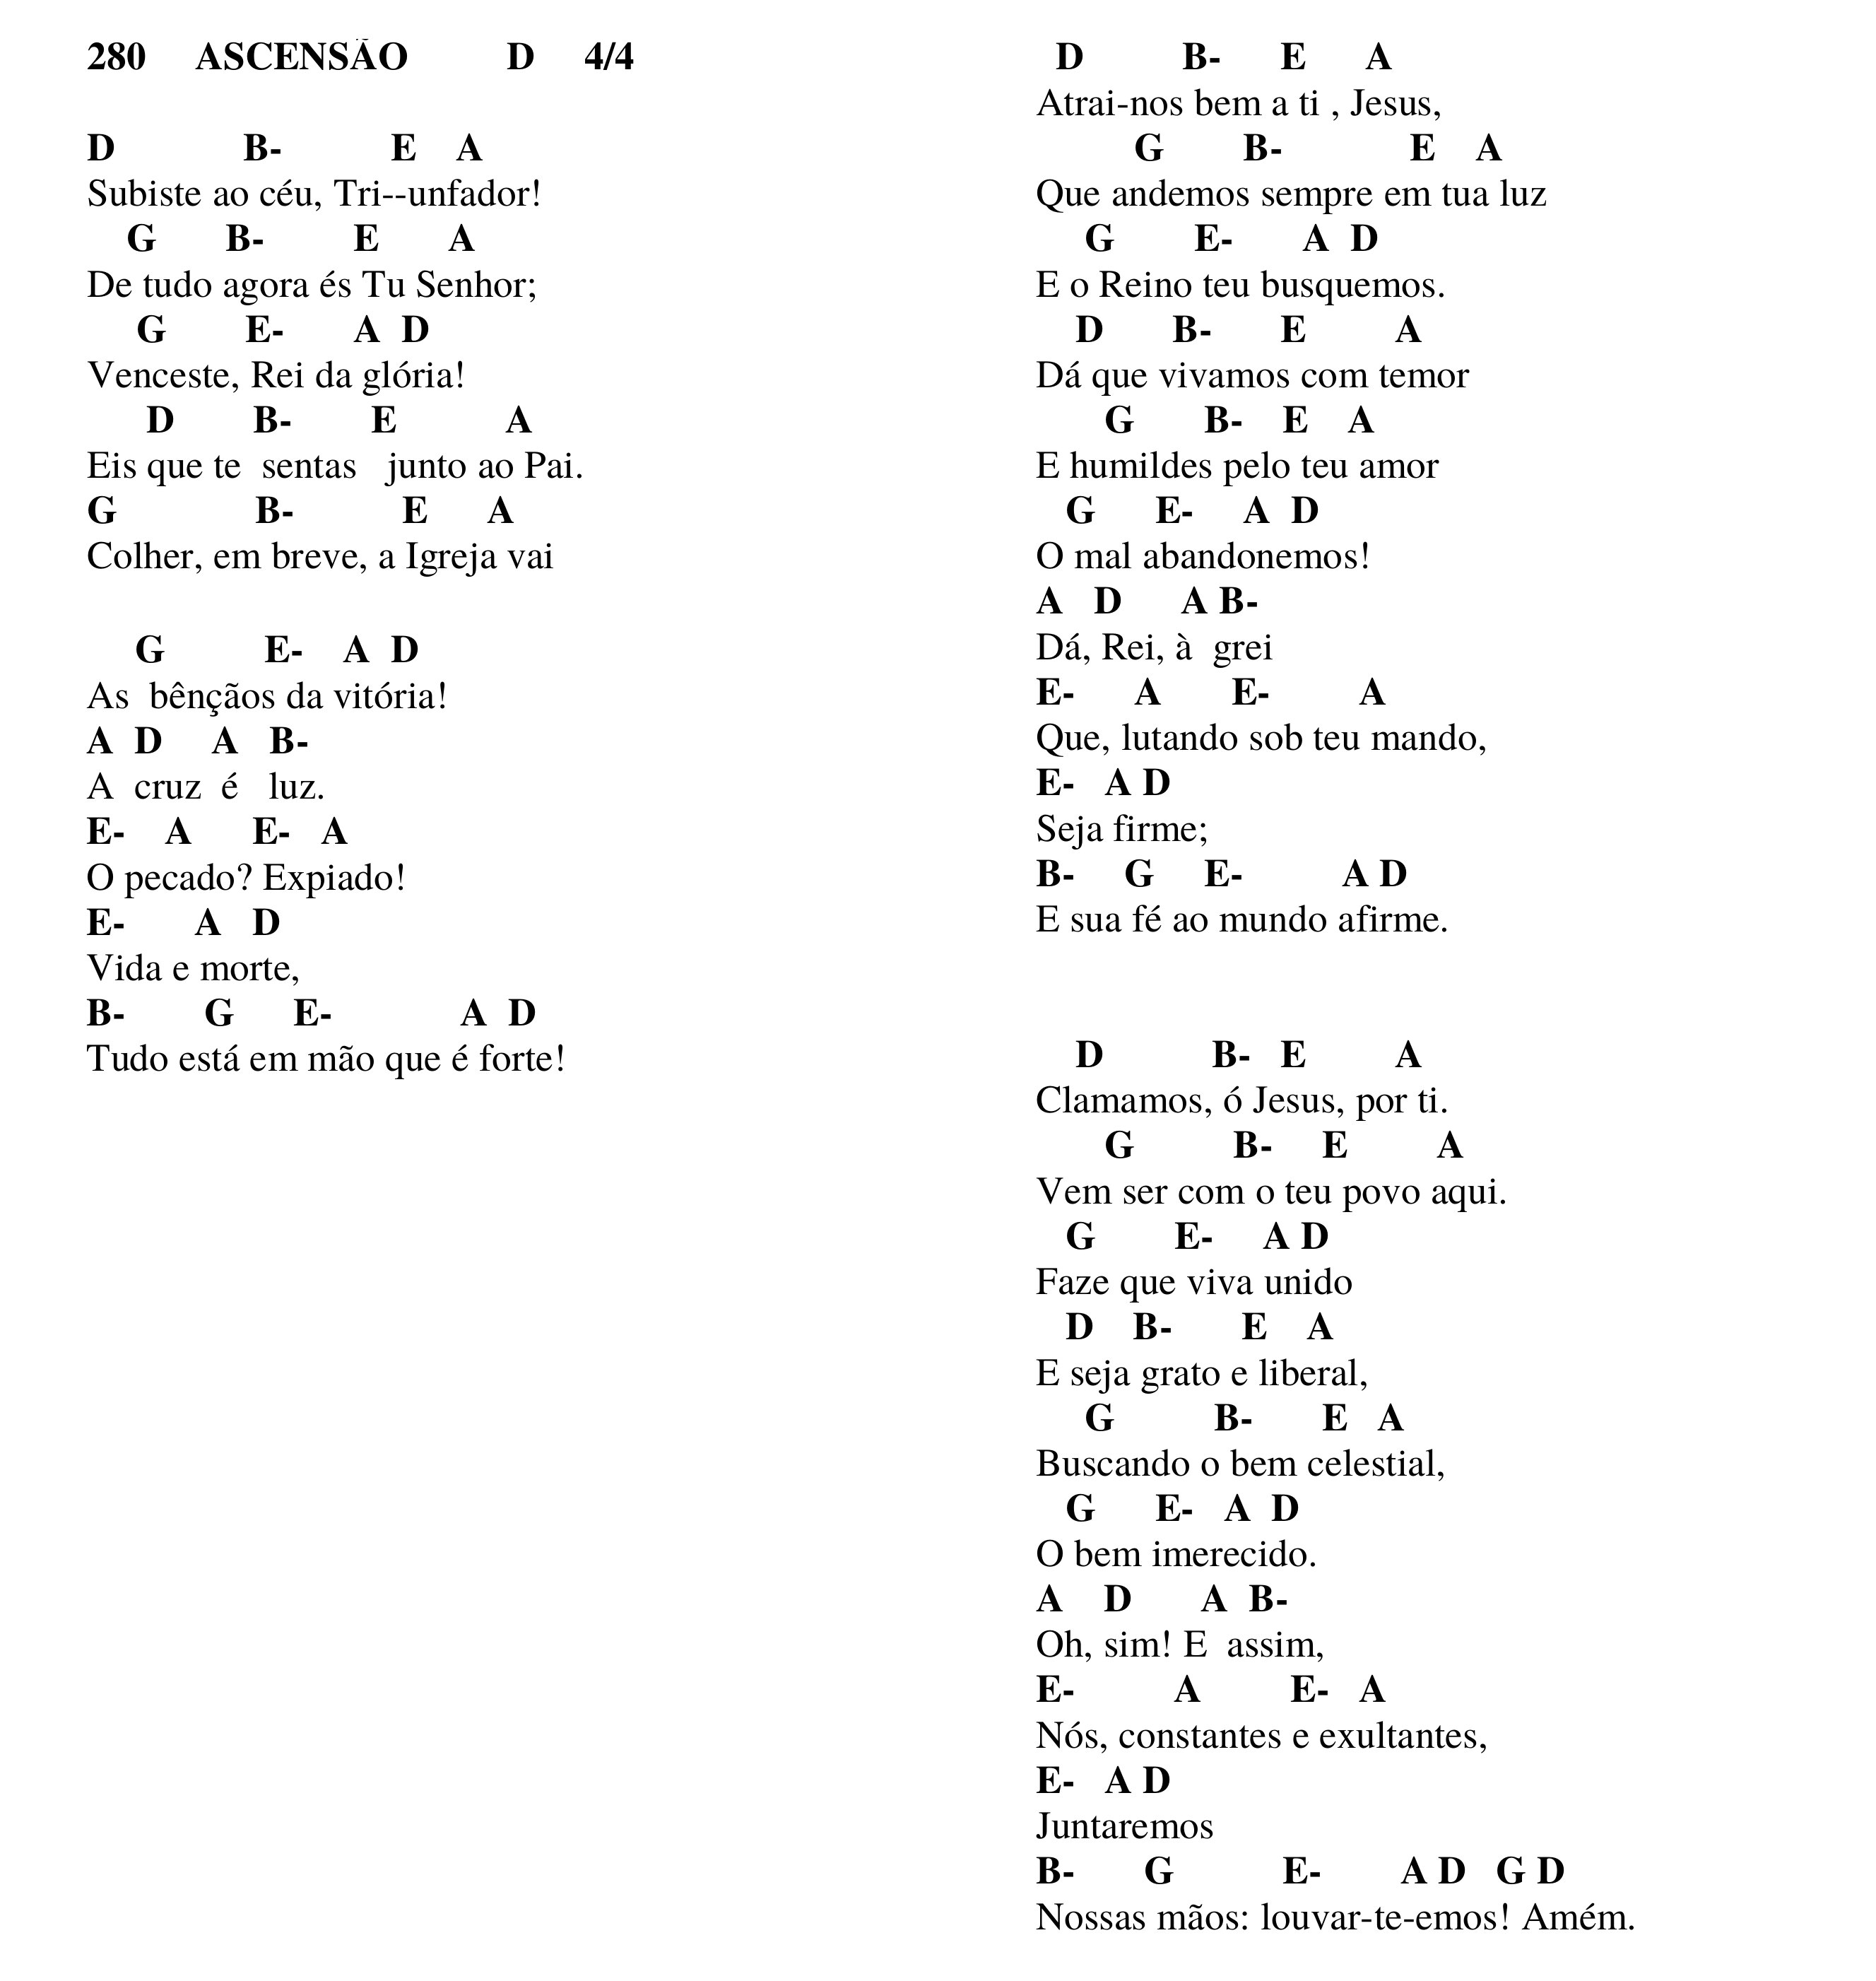 280 ASCENSÃO D 4/4
D B- E A
Subiste ao céu, Tri--unfador!
G B- E A
De tudo agora és Tu Senhor;
G E- A D
Venceste, Rei da glória!
D B- E A
Eis que te sentas junto ao Pai.
G B- E A
Colher, em breve, a Igreja vai
G E- A D
As bênçãos da vitória!
A D A B-
A cruz é luz.
E- A E- A
O pecado? Expiado!
E- A D
Vida e morte,
B- G E- A D
Tudo está em mão que é forte!
D B- E A
Atrai-nos bem a ti , Jesus,
G B- E A
Que andemos sempre em tua luz
G E- A D
E o Reino teu busquemos.
D B- E A
Dá que vivamos com temor
G B- E A
E humildes pelo teu amor
G E- A D
O mal abandonemos!
A D A B-
Dá, Rei, à grei
E- A E- A
Que, lutando sob teu mando,
E- A D
Seja firme;
B- G E- A D
E sua fé ao mundo afirme.
D B- E A
Clamamos, ó Jesus, por ti.
G B- E A
Vem ser com o teu povo aqui.
G E- A D
Faze que viva unido
D B- E A
E seja grato e liberal,
G B- E A
Buscando o bem celestial,
G E- A D
O bem imerecido.
A D A B-
Oh, sim! E assim,
E- A E- A
Nós, constantes e exultantes,
E- A D
Juntaremos
B- G E- A D G D
Nossas mãos: louvar-te-emos! Amém.